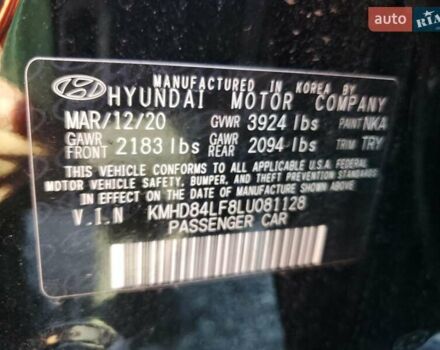 auto RIA
MANUFACTURED IN KOREA BY
HYUNDAI MOTOR COMPANY
MAR/12/20 GVWR 3924 lbs PAINT NKA
GAWR FRONT 2183 lbs GAWR REAR 2094 lbs TRIM TRY
THIS VEHICLE CONFORMS TO ALL APPLICABLE U.S. FEDERAL
MOTOR VEHICLE SAFETY, BUMPER, AND THEFT PREVENTION
STANDARDS IN EFFECT ON THE DATE OF MANUFACTURE SHOWN ABOVE.
V.I.N KMHD84LF8LU081128
PASSENGER CAR